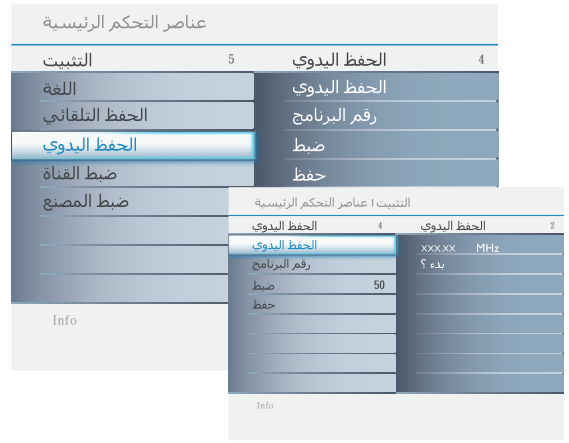 عناصر التحكم الرئيسية
التثبيت 5
الحفظ اليدوي 4
اللغة
الحفظ التلقائي
الحفظ اليدوي
ضبط القناة
ضبط المصنع
الحفظ اليدوي
رقم البرنامج
ضبط
حفظ
Info
التثبيت ا عناصر التحكم الرئيسية
الحفظ اليدوي 4
الحفظ اليدوي 2
الحفظ اليدوي
رقم البرنامج
ضبط 50
حفظ
xxx.xx MHz
بدء ؟
Info